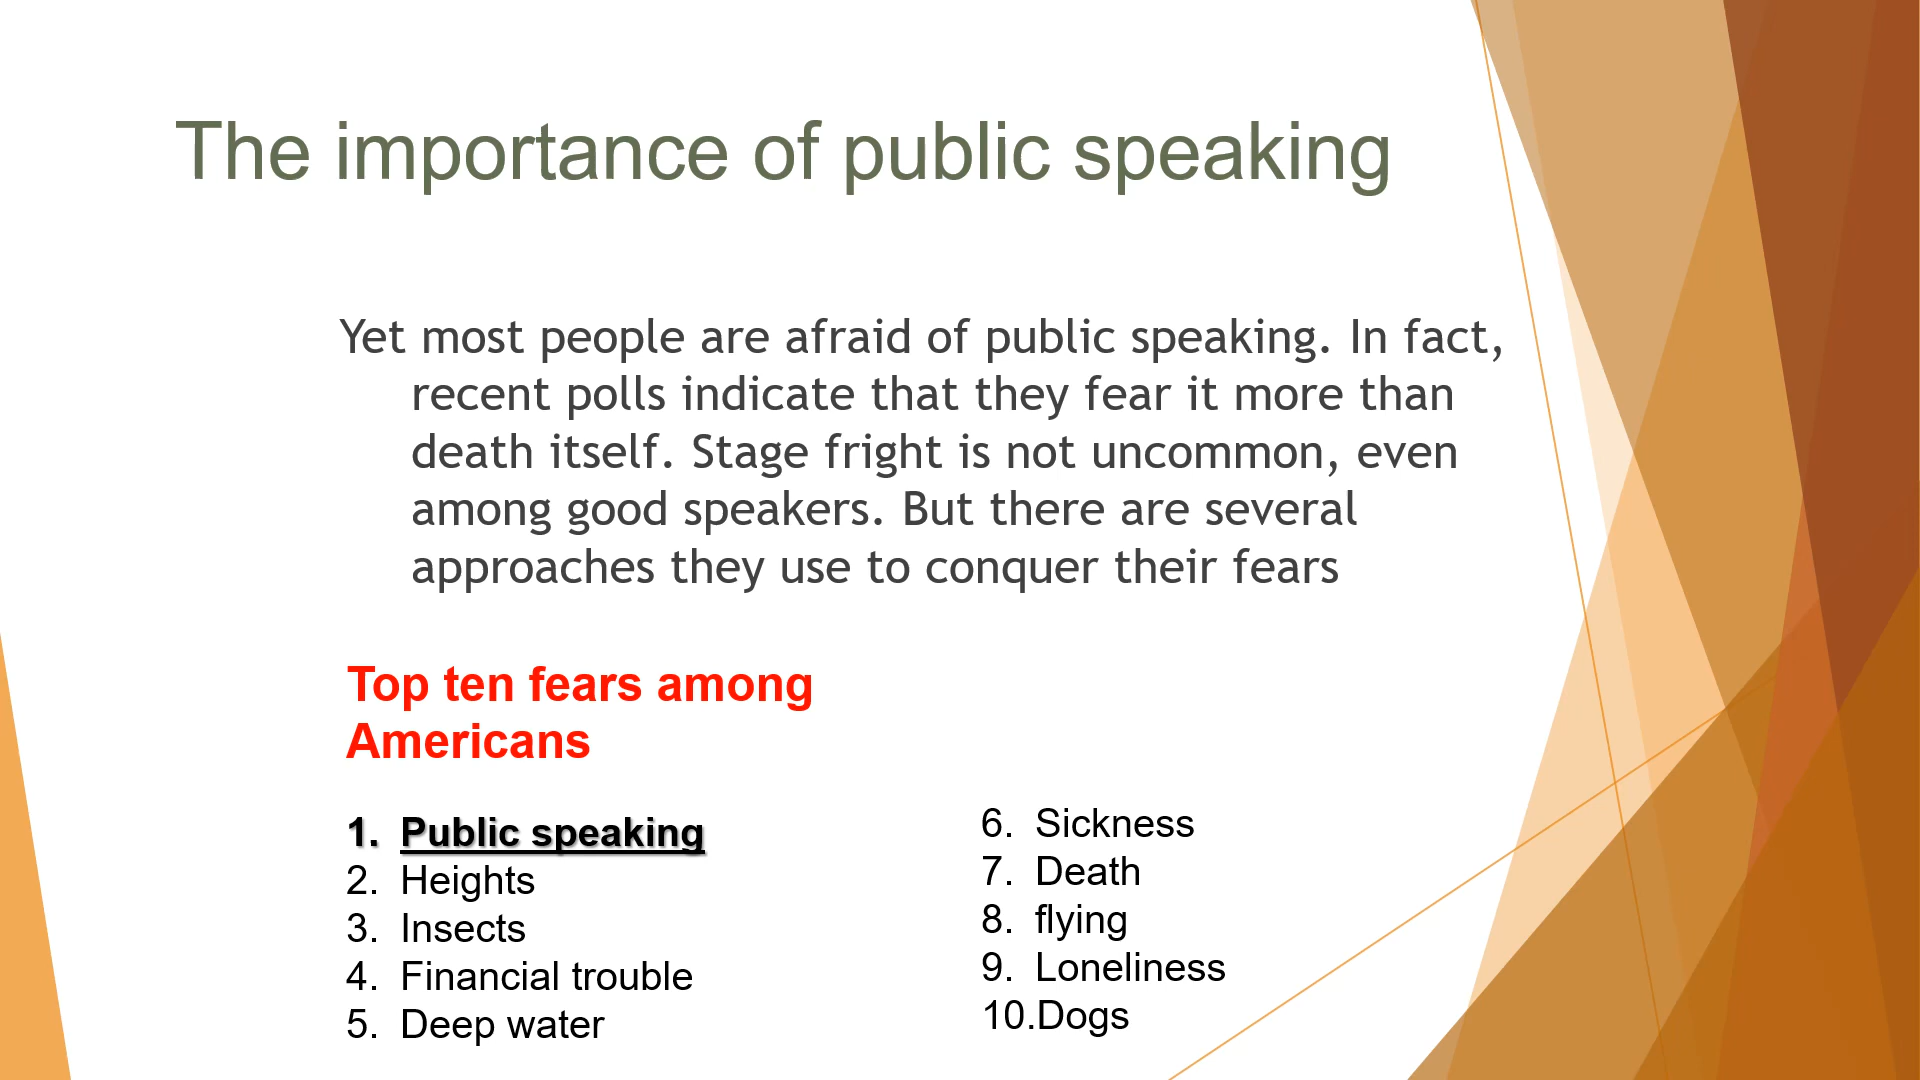 The importance of public speaking
Yet most people are afraid of public speaking. In fact,
recent polls indicate that they fear it more than
death itself. Stage fright is not uncommon, even
among good speakers. But there are several
approaches they use to conquer their fears
Top ten fears among
Americans
1. Public speaking
2. Heights
3. Insects
4. Financial trouble
5. Deep water
6. Sickness
7. Death
8. flying
9. Loneliness
10.Dogs